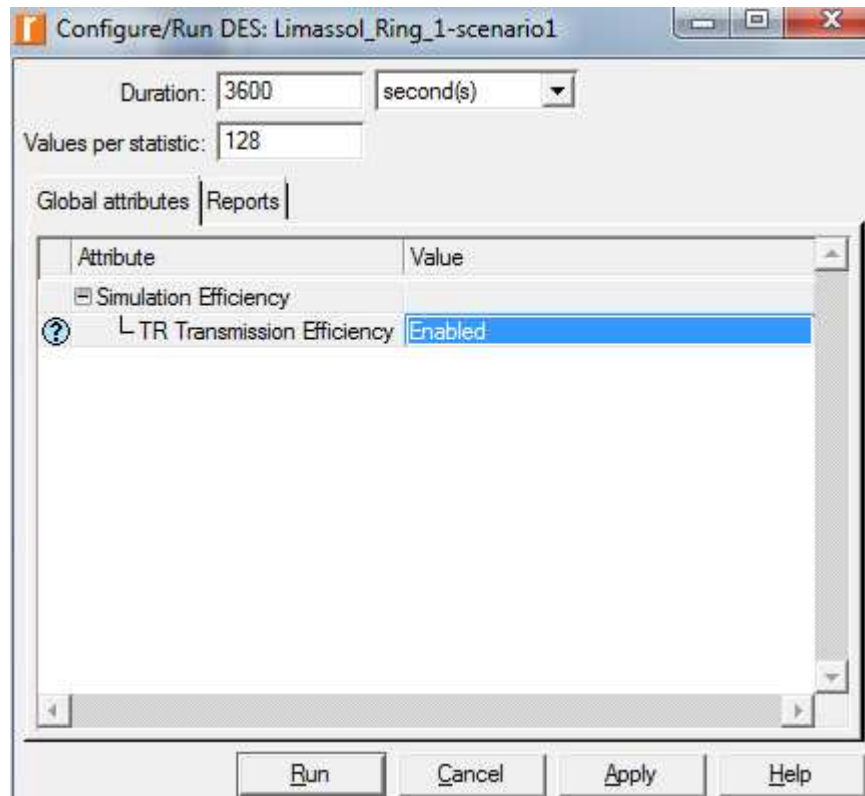 Configure/Run DES: Limassol_Ring_1-scenario1
Duration: 3600 second(s)
Values per statistic: 128
Global attributes Reports
Attribute Value
Simulation Efficiency
TR Transmission Efficiency Enabled
Run Cancel Apply Help